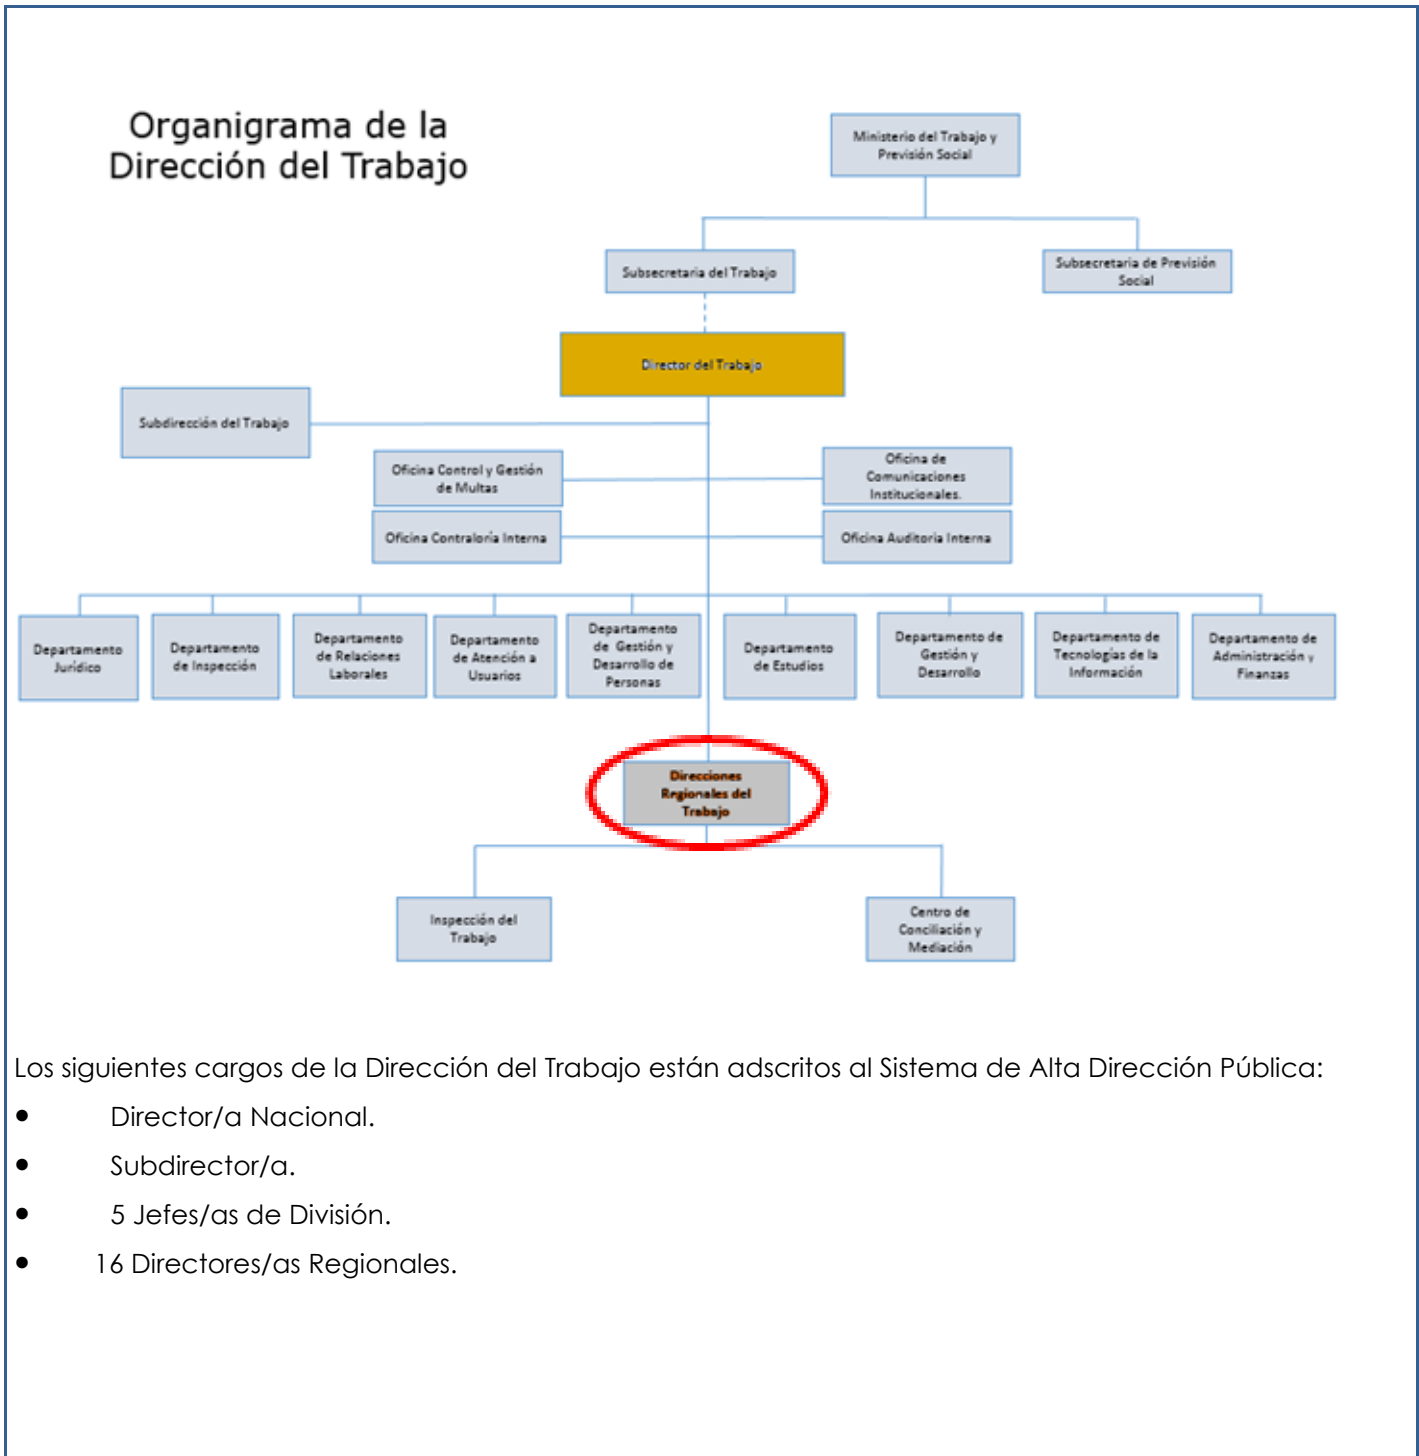 Organigrama de la
Dirección del Trabajo
Ministerio del Trabajo y
Previsión Social
Subsecretaria del Trabajo
Subsecretaria de Previsión
Social
Director del Trabajo
Subdirección del Trabajo
Oficina Control y Gestión
de Multas
Oficina de
Comunicaciones
Institucionales.
Oficina Contraloría Interna
Oficina Auditoria Interna
Departamento
Jurídico
Departamento
de Inspección
Departamento
de Relaciones
Laborales
Departamento
de Atención a
Usuarios
Departamento
de Gestión y
Desarrollo de
Personas
Departamento
de Estudios
Departamento de
Gestión y
Desarrollo
Departamento de
Tecnologías de la
Información
Departamento de
Administración y
Finanzas
Direcciones
Regionales del
Trabajo
Inspección del
Trabajo
Centro de
Conciliación y
Mediación
Los siguientes cargos de la Dirección del Trabajo están adscritos al Sistema de Alta Dirección Pública:
● Director/a Nacional.
● Subdirector/a.
● 5 Jefes/as de División.
● 16 Directores/as Regionales.